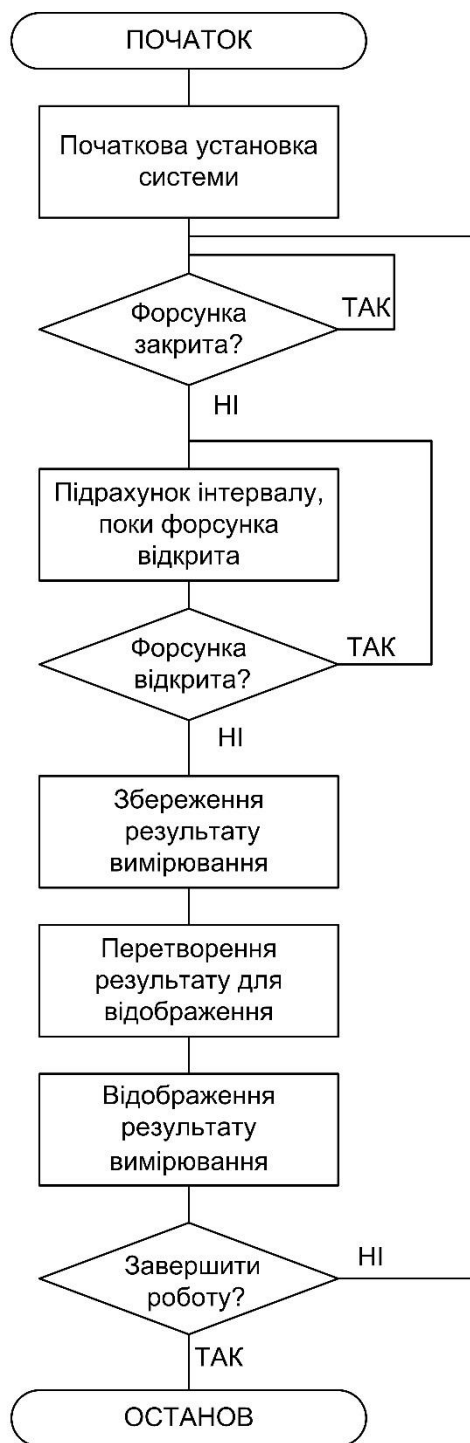 ПОЧАТОК
Початкова установка
системи
Форсунка
закрита?
ТАК
НІ
Підрахунок інтервалу,
поки форсунка
відкрита
Форсунка
відкрита?
ТАК
НІ
Збереження
результату
вимірювання
Перетворення
результату для
відображення
Відображення
результату
вимірювання
Завершити
роботу?
НІ
ТАК
ОСТАНОВ